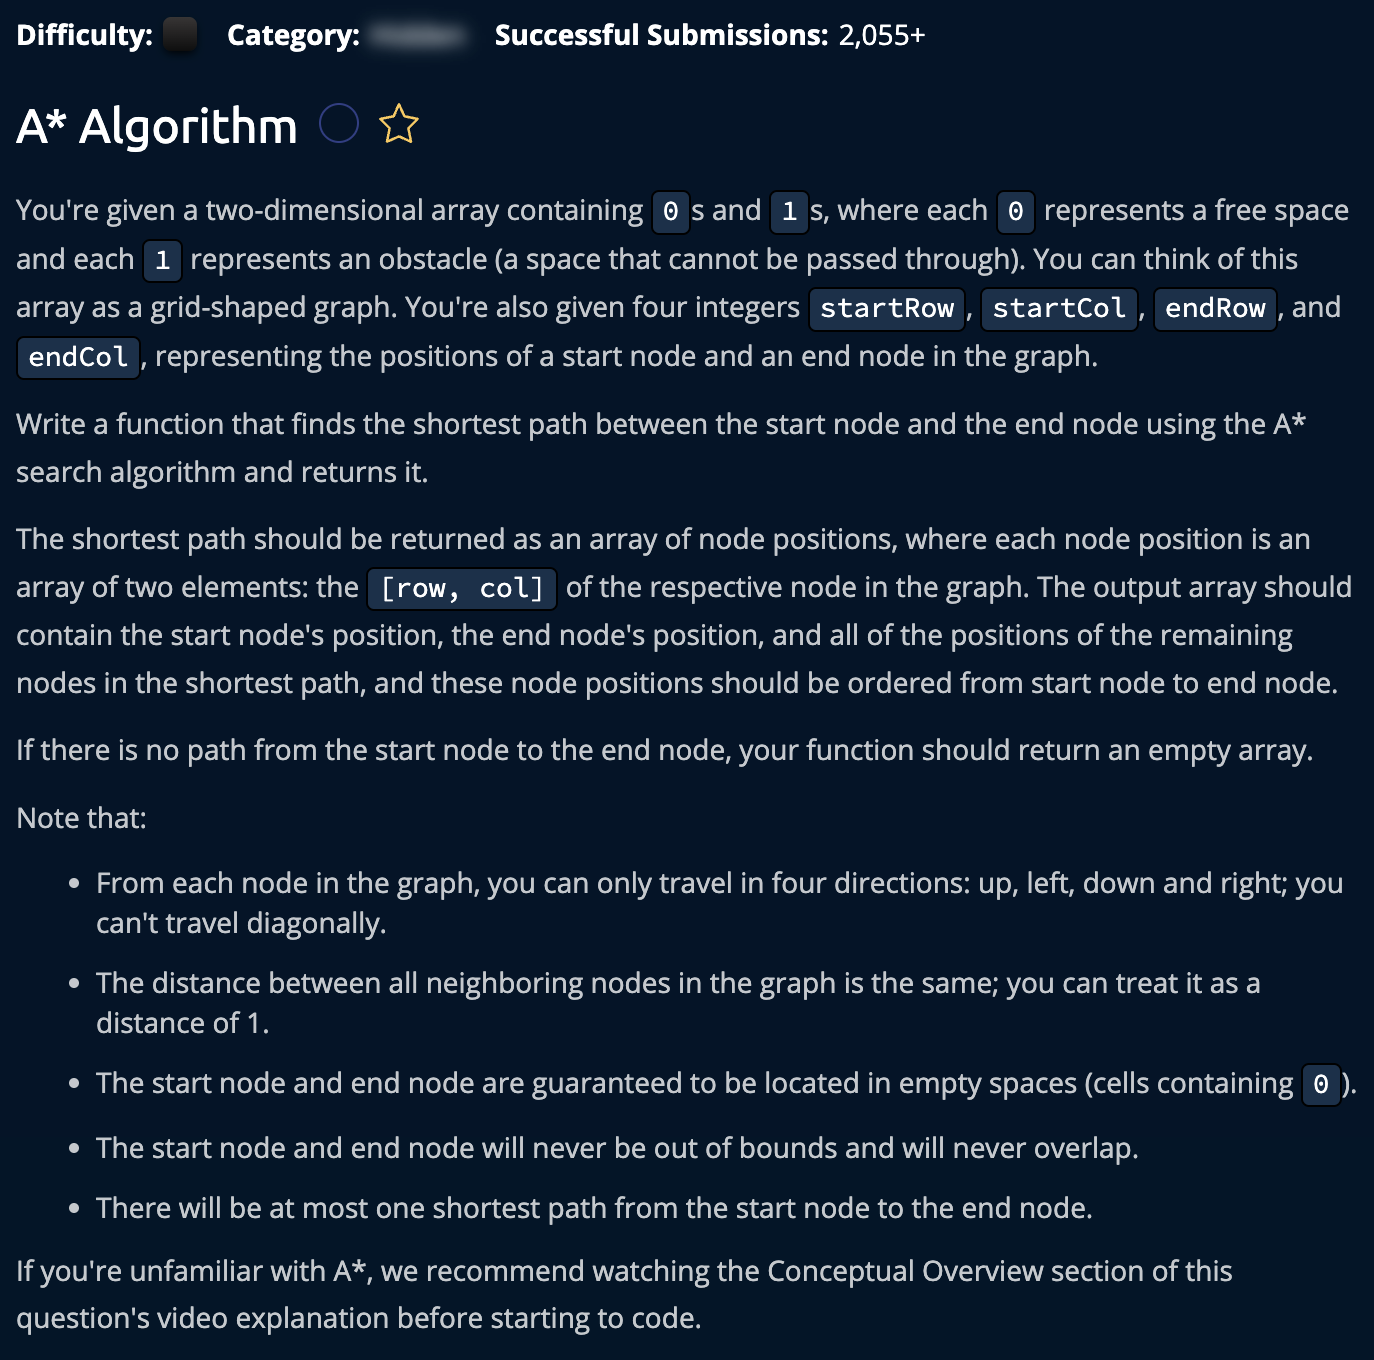 Difficulty: Category: Successful Submissions: 2,055+
A* Algorithm
You're given a two-dimensional array containing 0 s and 1 s, where each 0 represents a free space
and each 1 represents an obstacle (a space that cannot be passed through). You can think of this
array as a grid-shaped graph. You're also given four integers startRow , startCol , endRow , and
endCol , representing the positions of a start node and an end node in the graph.
Write a function that finds the shortest path between the start node and the end node using the A*
search algorithm and returns it.
The shortest path should be returned as an array of node positions, where each node position is an
array of two elements: the [row, col] of the respective node in the graph. The output array should
contain the start node's position, the end node's position, and all of the positions of the remaining
nodes in the shortest path, and these node positions should be ordered from start node to end node.
If there is no path from the start node to the end node, your function should return an empty array.
Note that:
• From each node in the graph, you can only travel in four directions: up, left, down and right; you
can't travel diagonally.
• The distance between all neighboring nodes in the graph is the same; you can treat it as a
distance of 1.
• The start node and end node are guaranteed to be located in empty spaces (cells containing 0 ).
• The start node and end node will never be out of bounds and will never overlap.
• There will be at most one shortest path from the start node to the end node.
If you're unfamiliar with A*, we recommend watching the Conceptual Overview section of this
question's video explanation before starting to code.